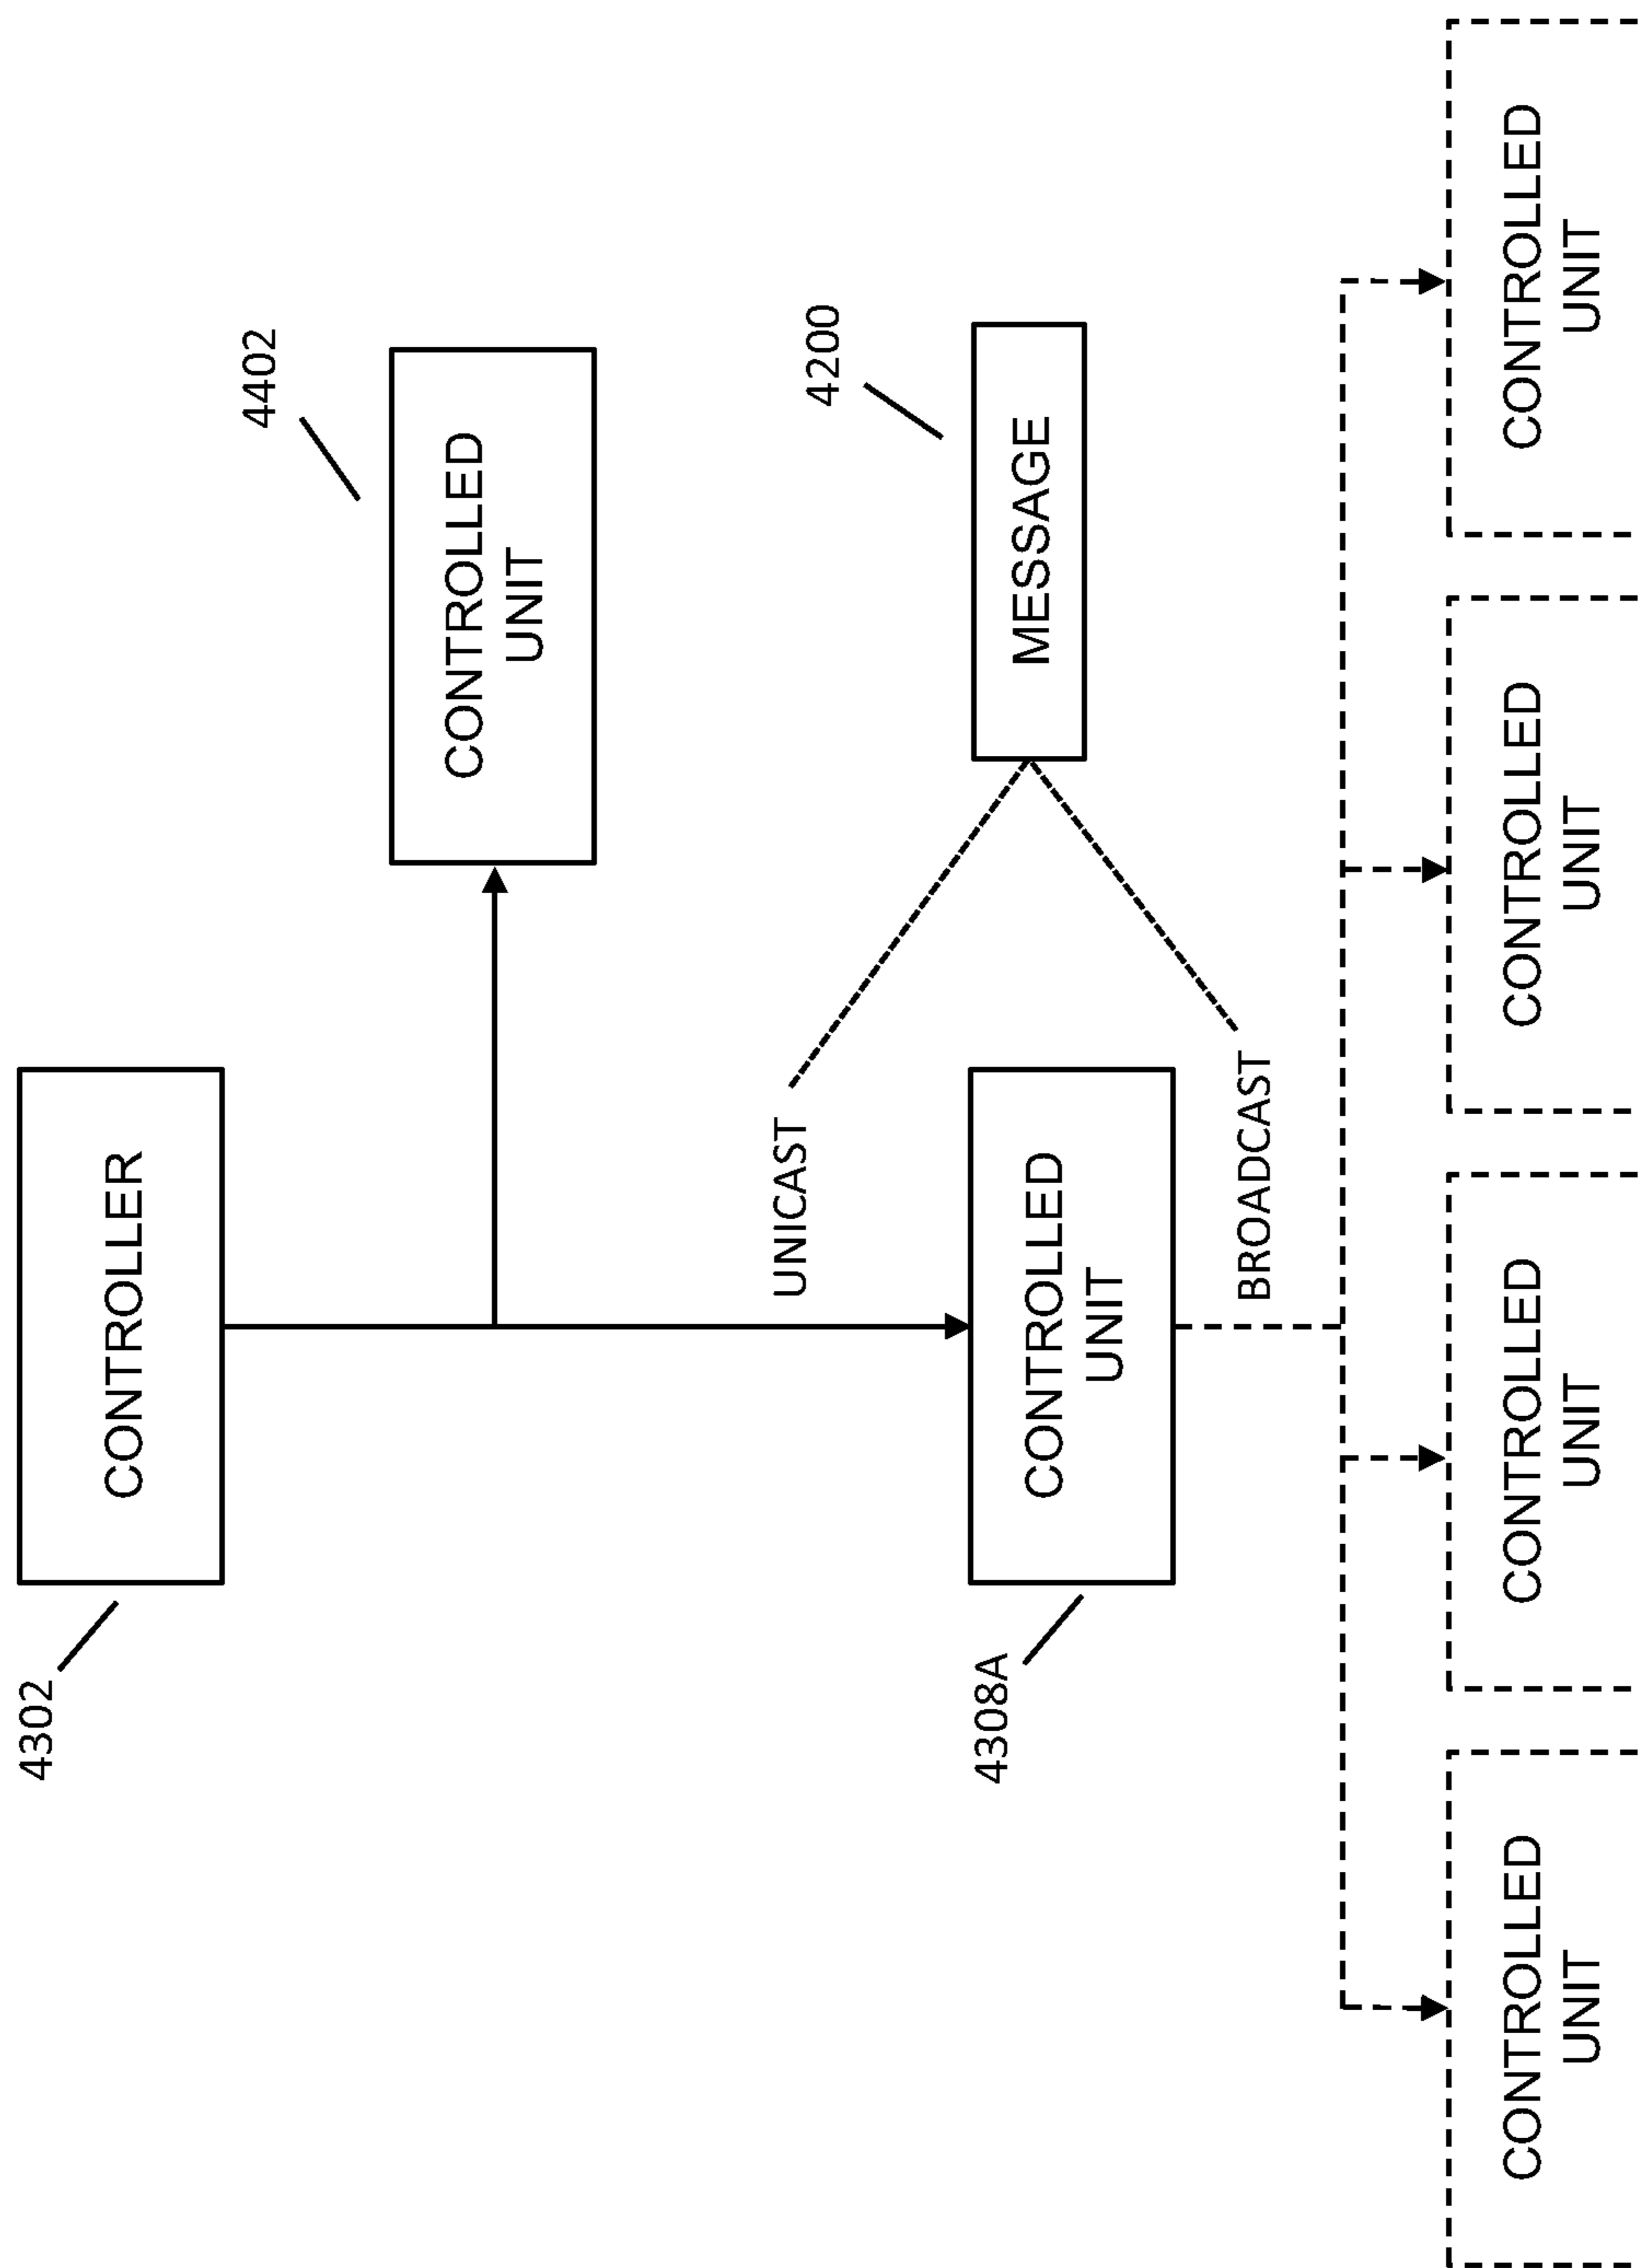 4302
CONTROLLER
4402
CONTROLLED
UNIT
UNICAST
4200
MESSAGE
4308A
CONTROLLED
UNIT
BROADCAST
CONTROLLED
UNIT
CONTROLLED
UNIT
CONTROLLED
UNIT
CONTROLLED
UNIT